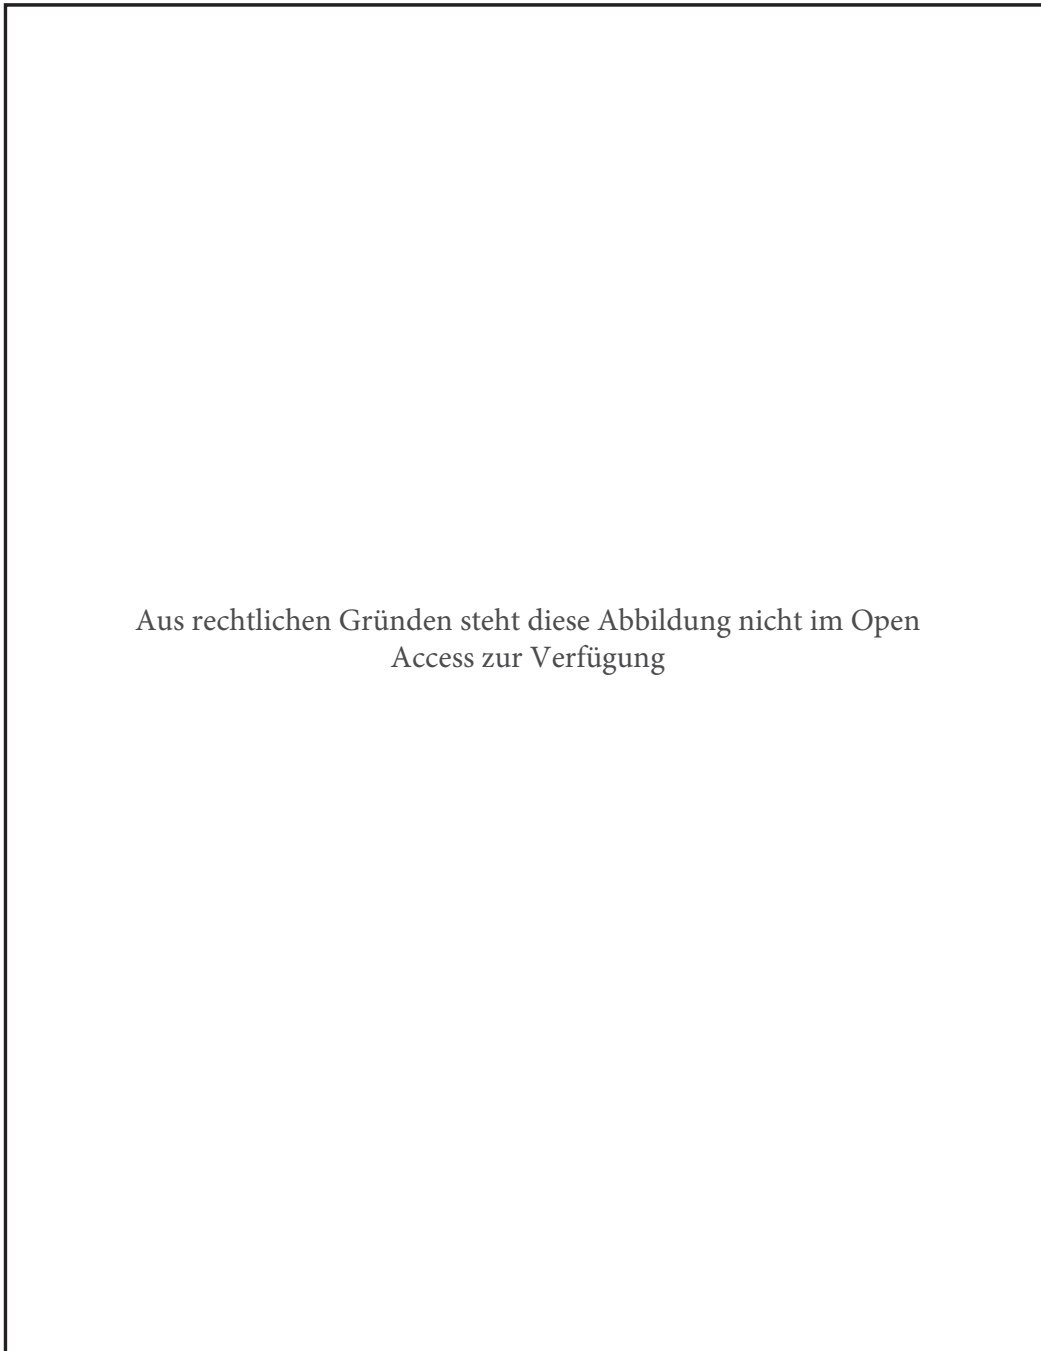 Aus rechtlichen Gründen steht diese Abbildung nicht im Open
Access zur Verfügung